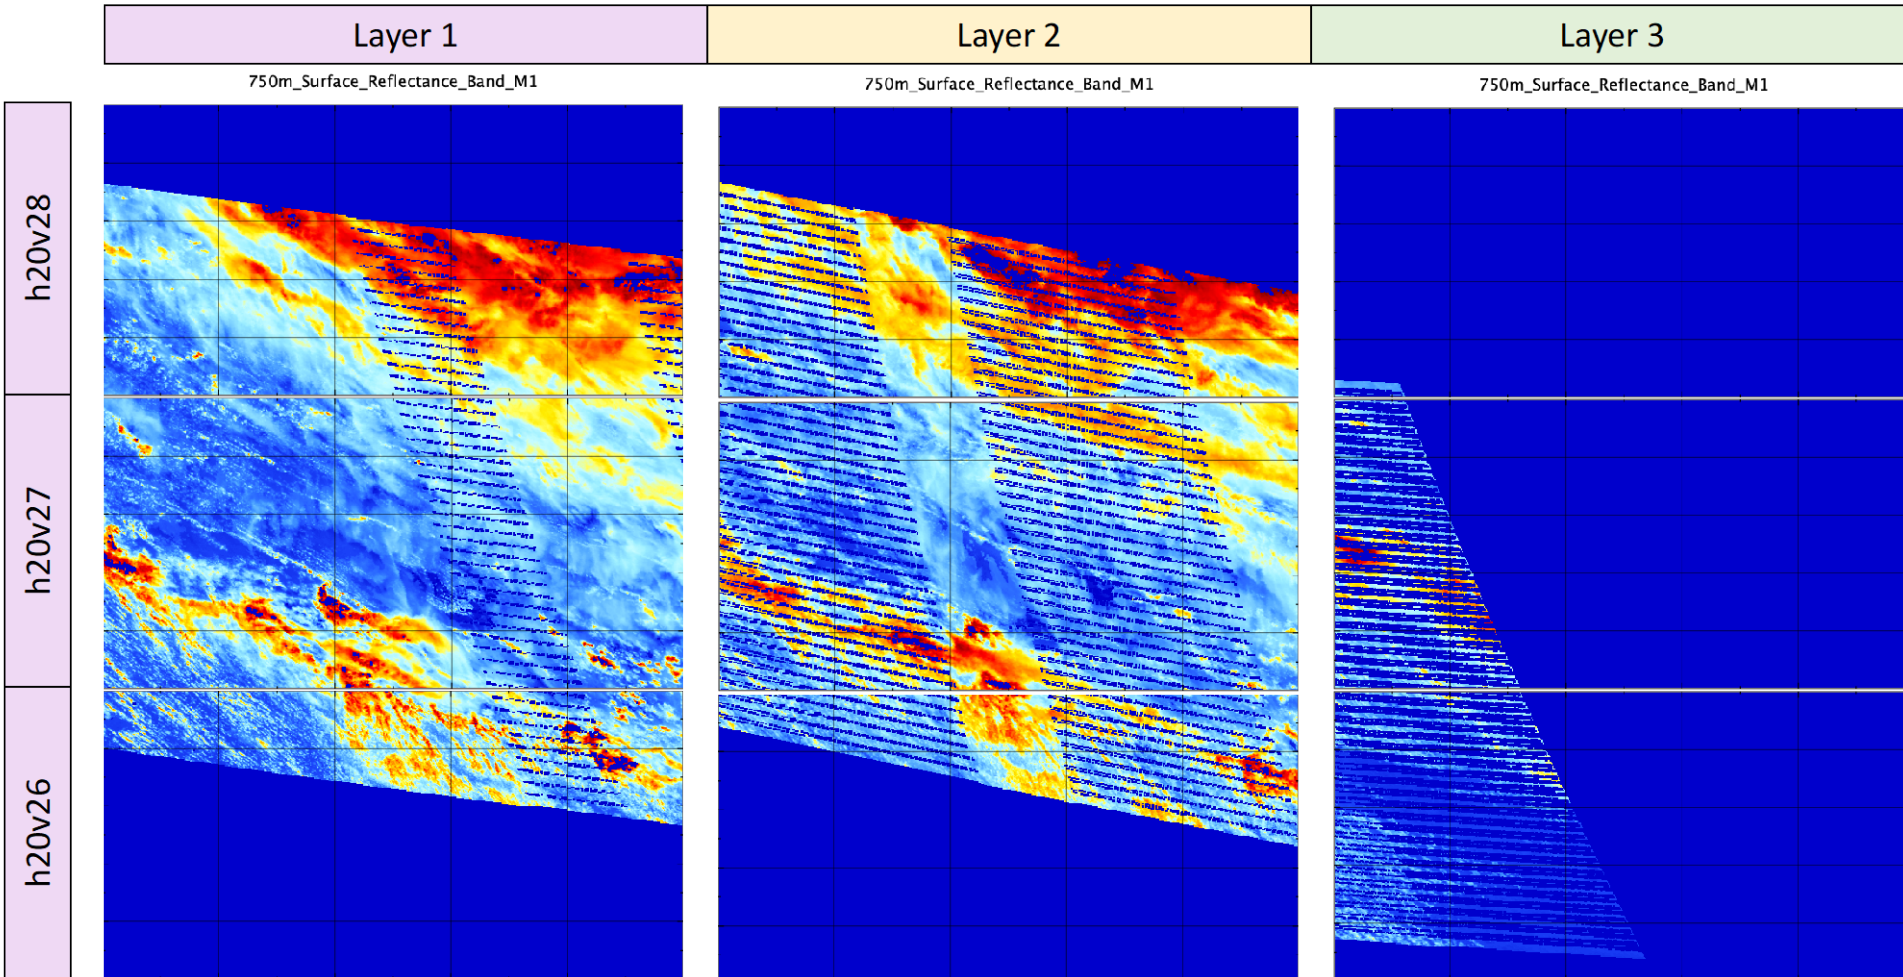 Layer 1
Layer 2
Layer 3
750m_Surface_Reflectance_Band_M1
750m_Surface_Reflectance_Band_M1
750m_Surface_Reflectance_Band_M1
h20v28
h20v27
h20v26